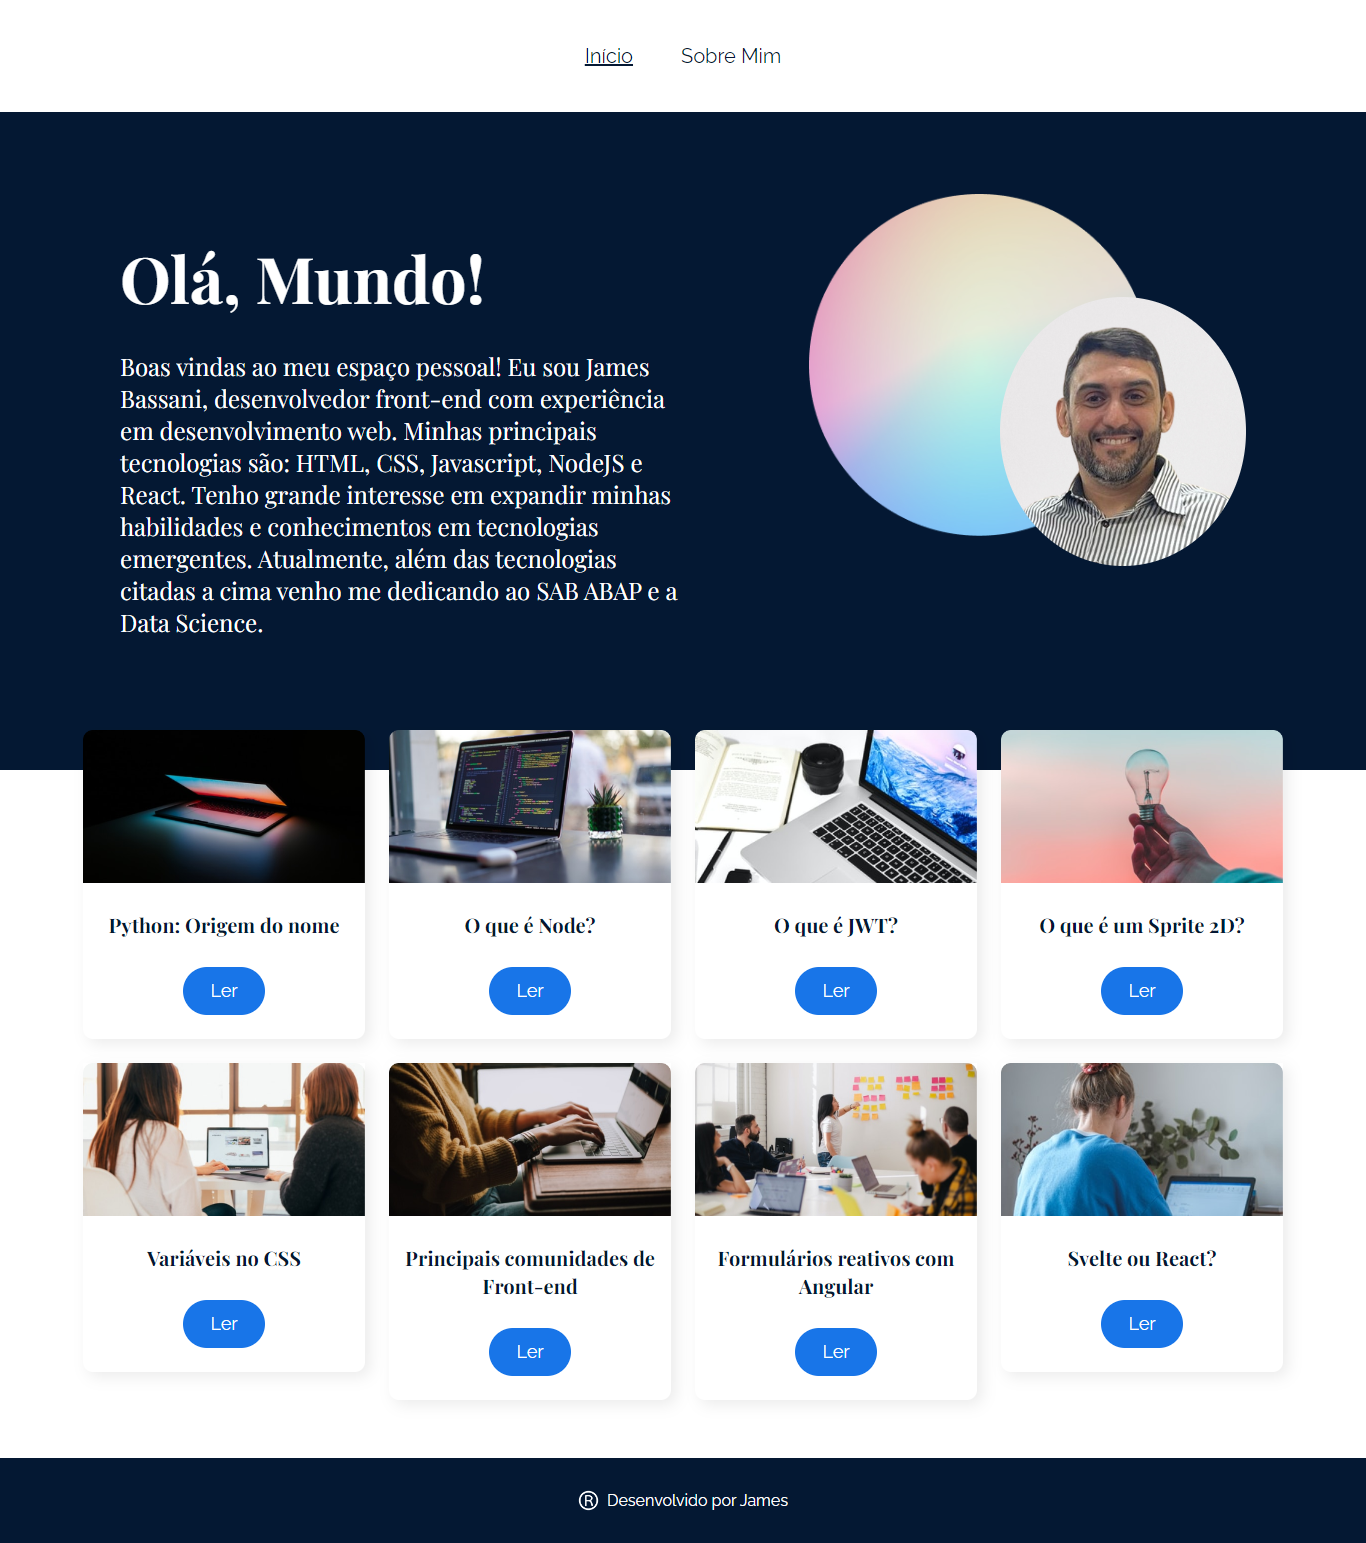 Início Sobre Mim
Olá, Mundo!
Boas vindas ao meu espaço pessoal! Eu sou James
Bassani, desenvolvedor front-end com experiência
em desenvolvimento web. Minhas principais
tecnologias são: HTML, CSS, Javascript, NodeJS e
React. Tenho grande interesse em expandir minhas
habilidades e conhecimentos em tecnologias
emergentes. Atualmente, além das tecnologias
citadas a cima venho me dedicando ao SAB ABAP e a
Data Science.
Python: Origem do nome
Ler
O que é Node?
Ler
O que é JWT?
Ler
O que é um Sprite 2D?
Ler
Variáveis no CSS
Ler
Principais comunidades de
Front-end
Ler
Formulários reativos com
Angular
Ler
Svelte ou React?
Ler
® Desenvolvido por James